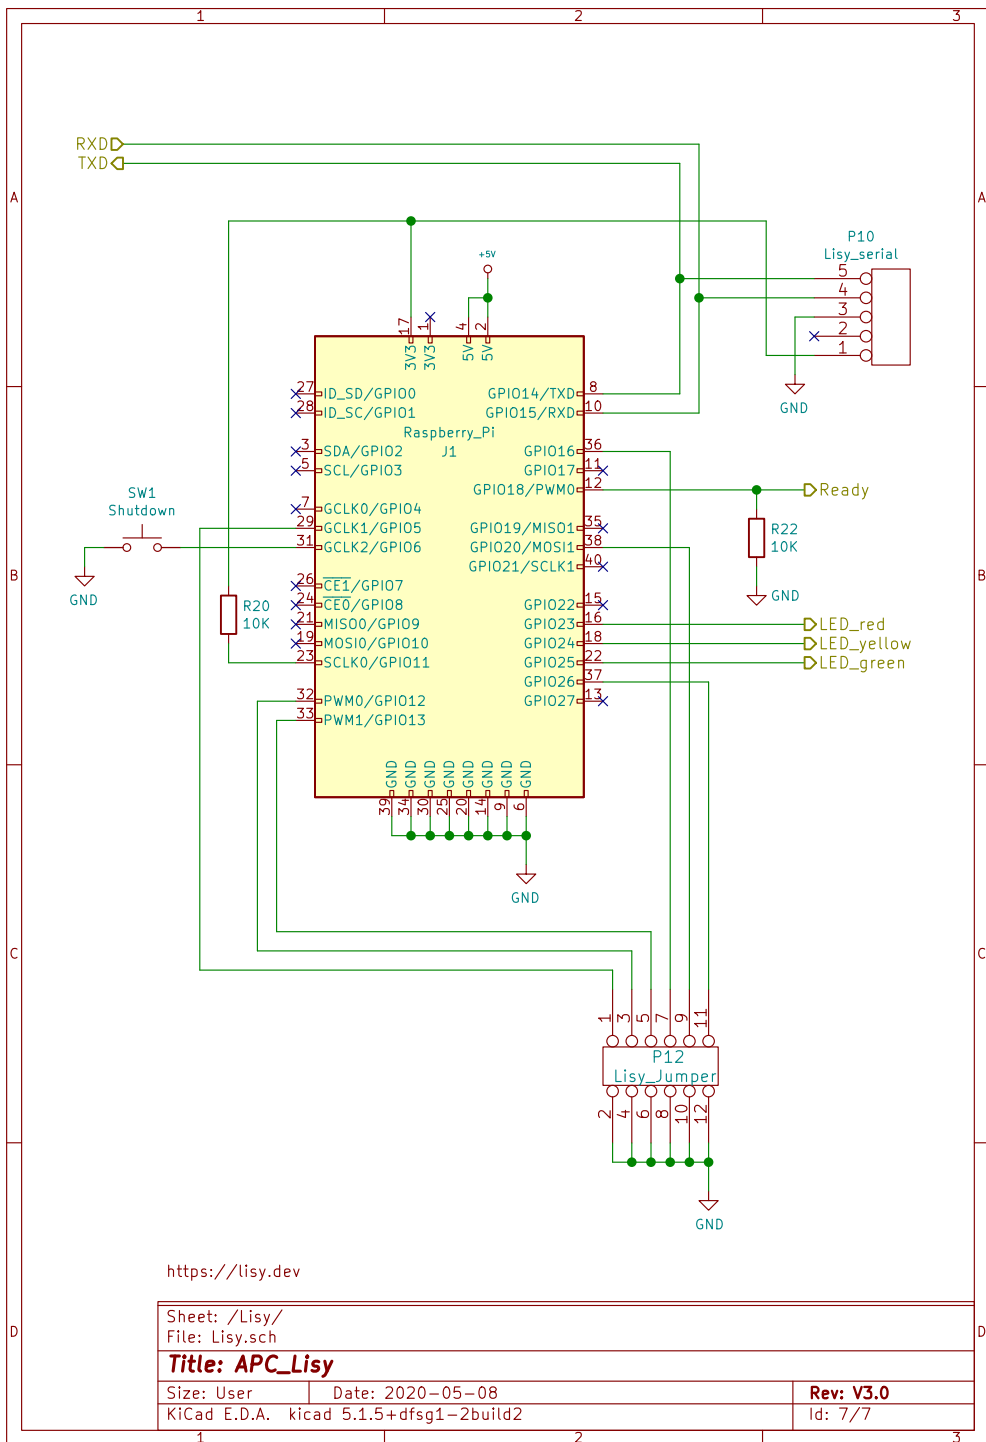 1 2 3
RXD
TXD
A A
P10
Lisy_serial
+5V
5
4
3
2
1
GND
17 1 4 2
3V3 3V3 5V 5V
27 ID_SD/GPIO0 GPIO14/TXD 8
28 ID_SC/GPIO1 GPIO15/RXD 10
Raspberry_Pi
J1
3 SDA/GPIO2 GPIO16 36
5 SCL/GPIO3 GPIO17 11
GPIO18/PWM0 12 Ready
SW1
Shutdown
7 GCLK0/GPIO4
29 GCLK1/GPIO5 GPIO19/MISO1 35
31 GCLK2/GPIO6 GPIO20/MOSI1 38
GPIO21/SCLK1 40
R22
10K
GND
B B
26 CE1/GPIO7
24 CE0/GPIO8 GPIO22 15
GND
R20
10K
21 MISO0/GPIO9 GPIO23 16 LED_red
19 MOSI0/GPIO10 GPIO24 18 LED_yellow
23 SCLK0/GPIO11 GPIO25 22 LED_green
GPIO26 37
32 PWM0/GPIO12 GPIO27 13
33 PWM1/GPIO13
GND GND GND GND GND GND GND GND
39 34 30 25 20 14 9 6
GND
C C
1 3 5 7 9 11
P12
Lisy_Jumper
2 4 6 8 10 12
GND
https://lisy.dev
D D
Sheet: /Lisy/
File: Lisy.sch
Title: APC_Lisy
Size: User Date: 2020-05-08 Rev: V3.0
KiCad E.D.A. kicad 5.1.5+dfsg1-2build2 Id: 7/7
1 2 3